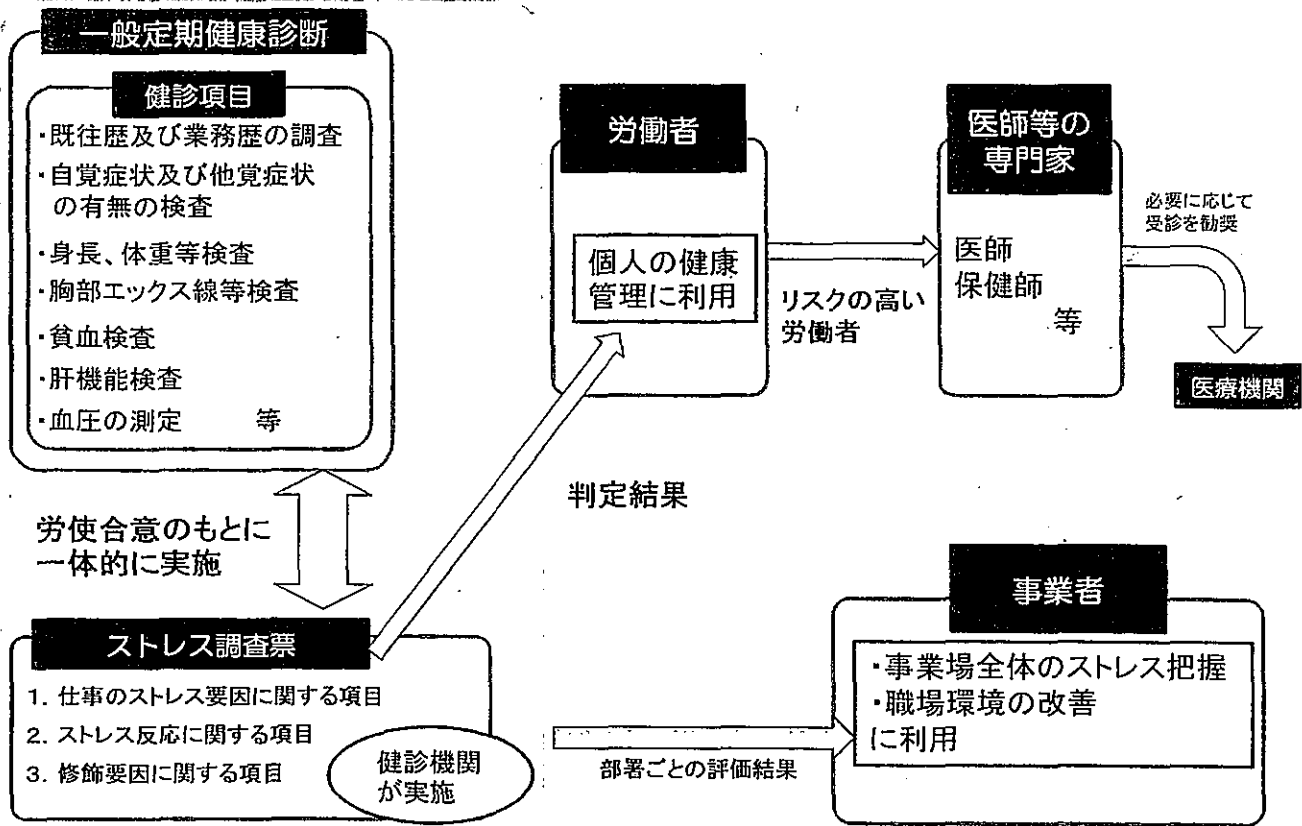 一般定期健康診断
健診項目
・既往歴及び業務歴の調査
・自覚症状及び他覚症状
の有無の検査
・身長、体重等検査
・胸部エックス線等検査
・貧血検査
・肝機能検査
・血圧の測定 等
労使合意のもとに
一体的に実施
ストレス調査票
1. 仕事のストレス要因に関する項目
2. ストレス反応に関する項目
3. 修飾要因に関する項目
健診機関
が実施
労働者
個人の健康
管理に利用
リスクの高い
労働者
医師等の
専門家
医師
保健師
等
必要に応じて
受診を勧奨
医療機関
判定結果
事業者
・事業場全体のストレス把握
・職場環境の改善
に利用
部署ごとの評価結果